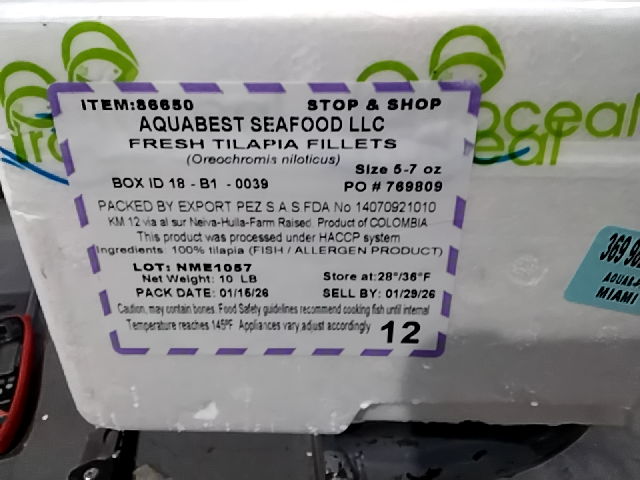 ITEM:86650 STOP & SHOP
AQUABEST SEAFOOD LLC
FRESH TILAPIA FILLETS
(Oreochromis niloticus)
Size 5-7 oz
BOX ID 18 - B1 - 0039 PO # 769809
PACKED BY EXPORT PEZ S.A.S.FDA No 14070921010
KM 12 via al sur Neiva-Huila-Farm Raised. Product of COLOMBIA
This product was processed under HACCP system
Ingredients: 100% tilapia (FISH / ALLERGEN PRODUCT)
LOT: NME1057 Store at:28°/36°F
Net Weight: 10 LB
PACK DATE: 01/15/26 SELL BY: 01/29/26
Caution, may contain bones. Food Safety guidelines recommend cooking fish until internal
Temperature reaches 145ºF Appliances vary,adjust accordingly
12
oceal
eal
MIAMI